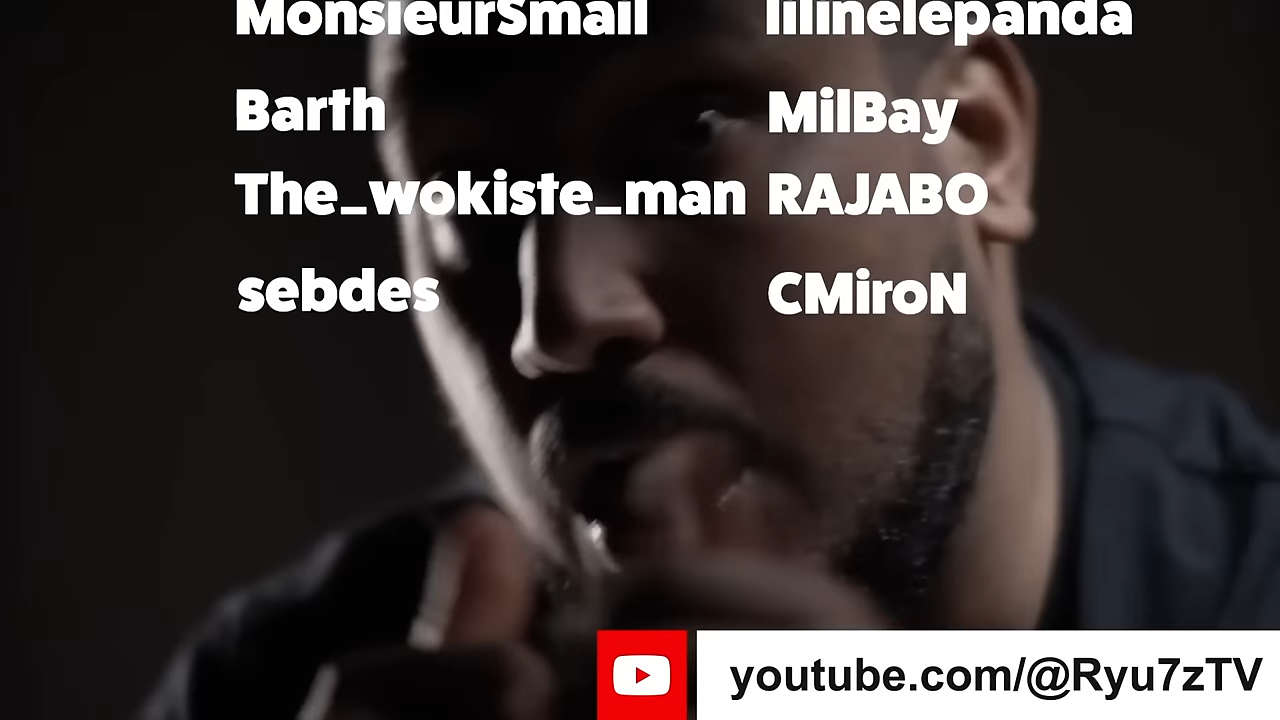 MonsieurSmail lilinelepanda
Barth MilBay
The_wokiste_man RAJABO
sebdes CMiroN
youtube.com/@Ryu7zTV